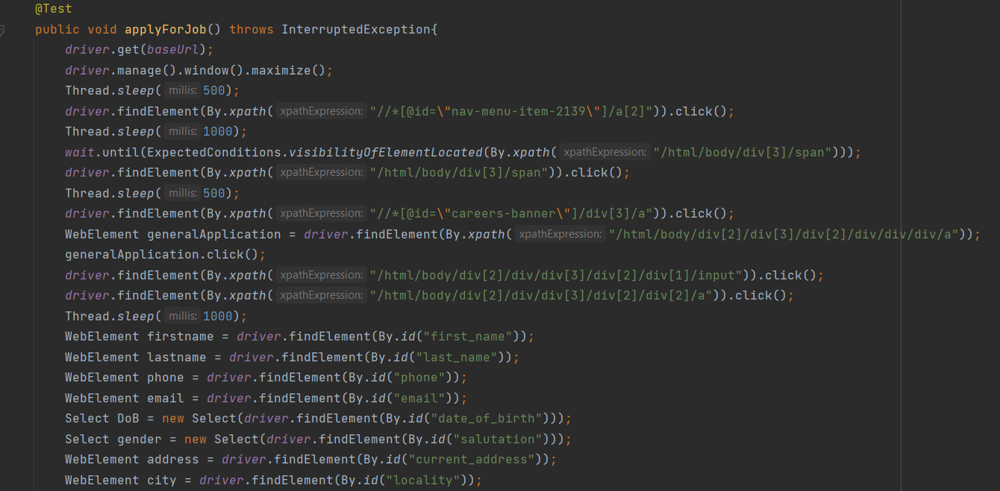 @Test
public void applyForJob() throws InterruptedException{
driver.get(baseUrl);
driver.manage().window().maximize();
Thread.sleep( millis: 500);
driver.findElement(By.xpath( xpathExpression: "//*[@id=\"nav-menu-item-2139\"]/a[2]")).click();
Thread.sleep( millis: 1000);
wait.until(ExpectedConditions.visibilityOfElementLocated(By.xpath( xpathExpression: "/html/body/div[3]/span")));
driver.findElement(By.xpath( xpathExpression: "/html/body/div[3]/span")).click();
Thread.sleep( millis: 500);
driver.findElement(By.xpath( xpathExpression: "//*[@id=\"careers-banner\"]/div[3]/a")).click();
WebElement generalApplication = driver.findElement(By.xpath( xpathExpression: "/html/body/div[2]/div[3]/div[2]/div/div/div/a"));
generalApplication.click();
driver.findElement(By.xpath( xpathExpression: "/html/body/div[2]/div/div[3]/div[2]/div[1]/input")).click();
driver.findElement(By.xpath( xpathExpression: "/html/body/div[2]/div/div[3]/div[2]/div[2]/a")).click();
Thread.sleep( millis: 1000);
WebElement firstname = driver.findElement(By.id("first_name"));
WebElement lastname = driver.findElement(By.id("last_name"));
WebElement phone = driver.findElement(By.id("phone"));
WebElement email = driver.findElement(By.id("email"));
Select DoB = new Select(driver.findElement(By.id("date_of_birth")));
Select gender = new Select(driver.findElement(By.id("salutation")));
WebElement address = driver.findElement(By.id("current_address"));
WebElement city = driver.findElement(By.id("locality"));